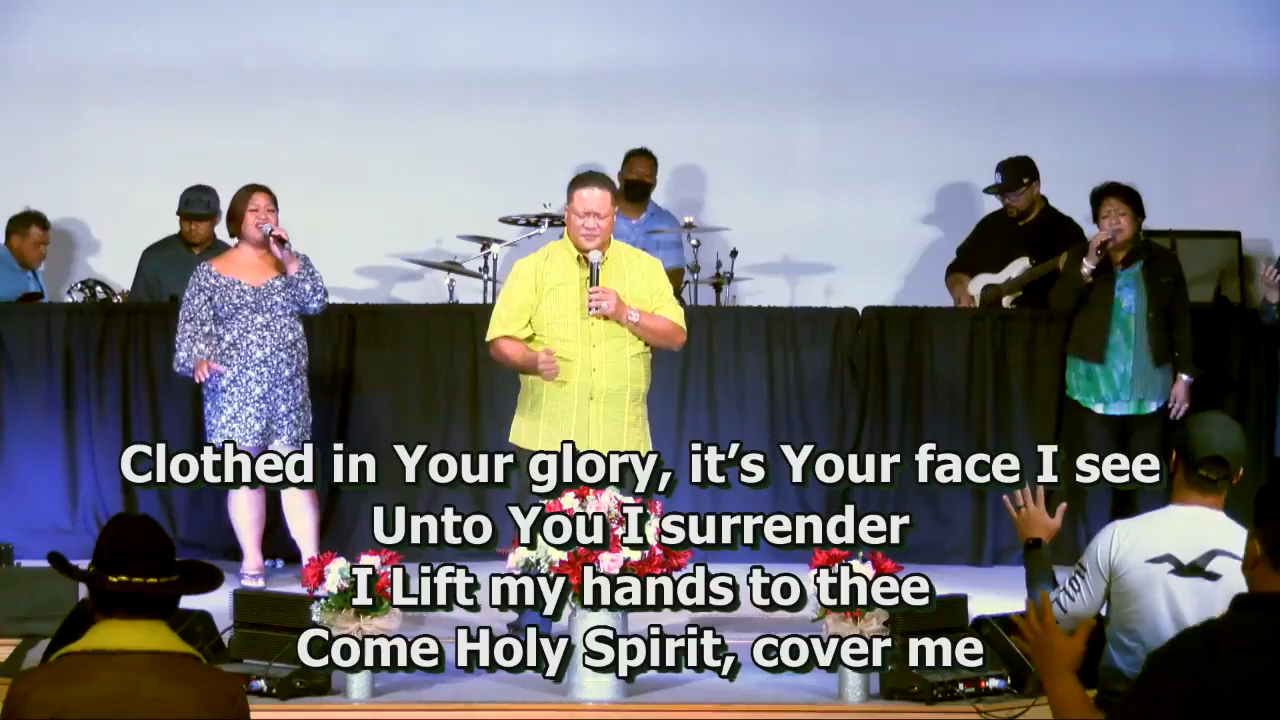 Clothed in Your glory, it’s Your face I see
Unto You I surrender
I Lift my hands to thee
Come Holy Spirit, cover me